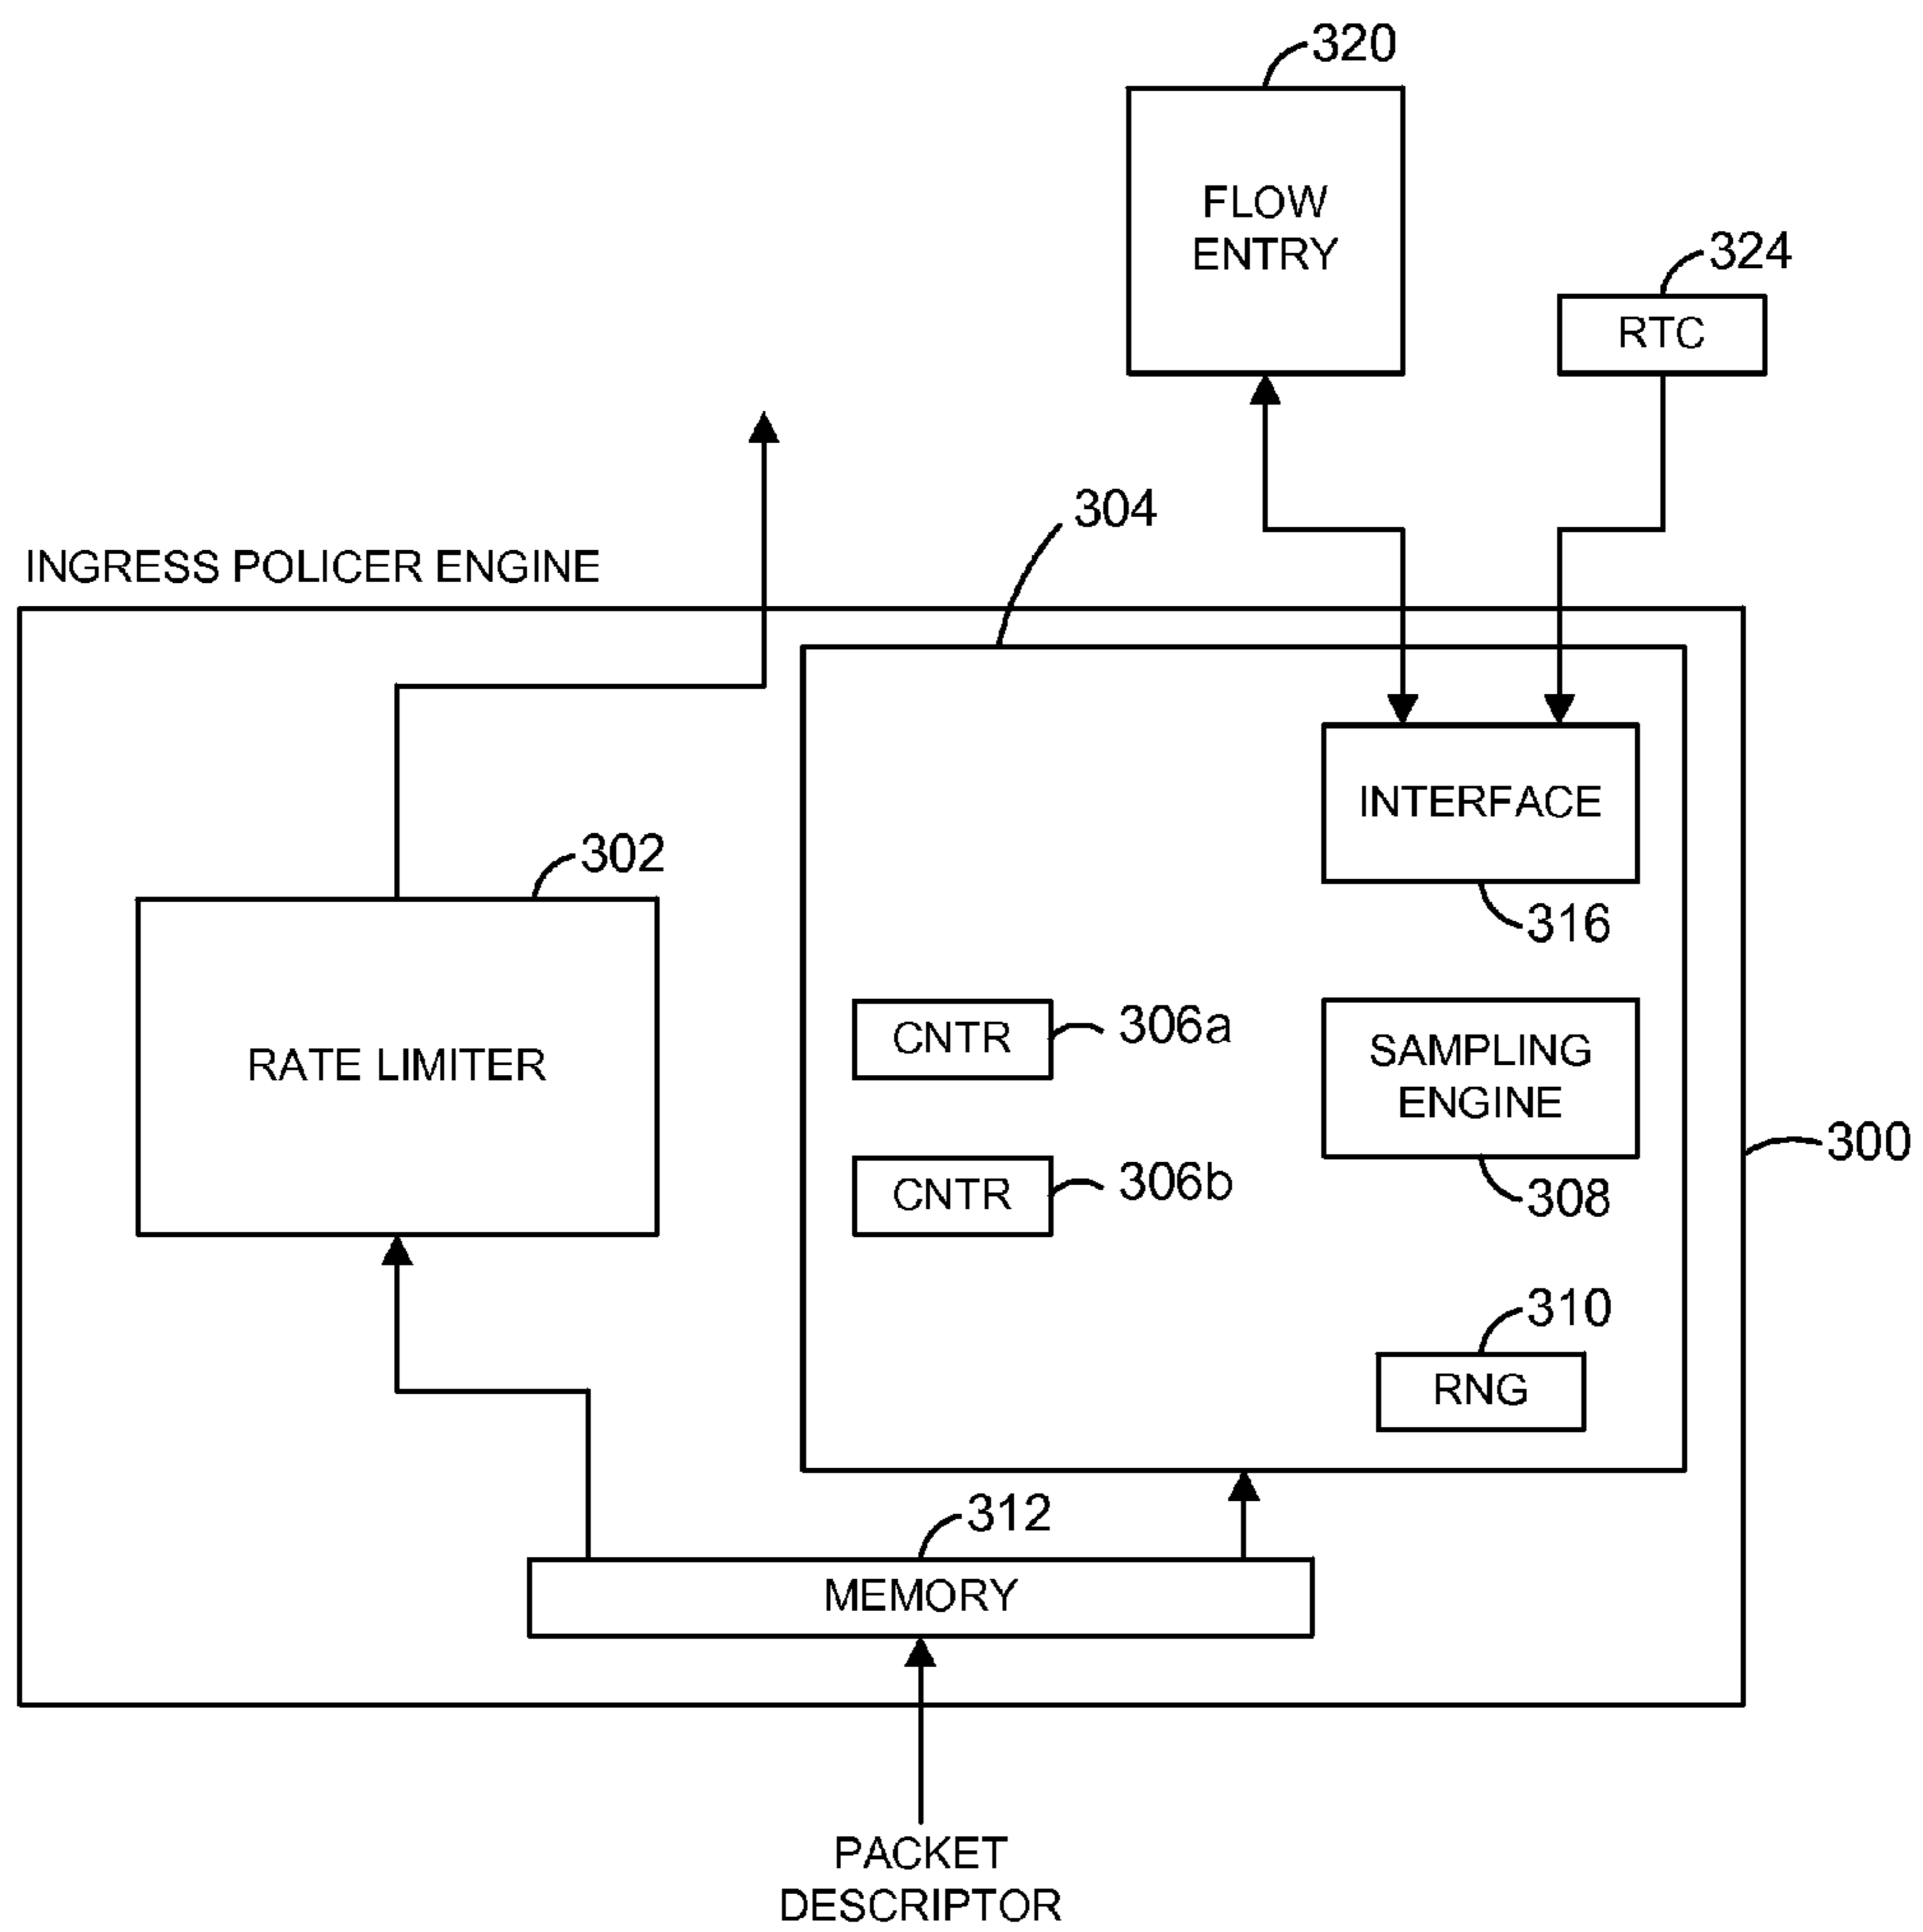 320
FLOW
ENTRY
324
RTC
304
INGRESS POLICER ENGINE
INTERFACE
302
316
306a
CNTR
SAMPLING
ENGINE
RATE LIMITER
300
306b
CNTR
308
310
RNG
312
MEMORY
PACKET
DESCRIPTOR